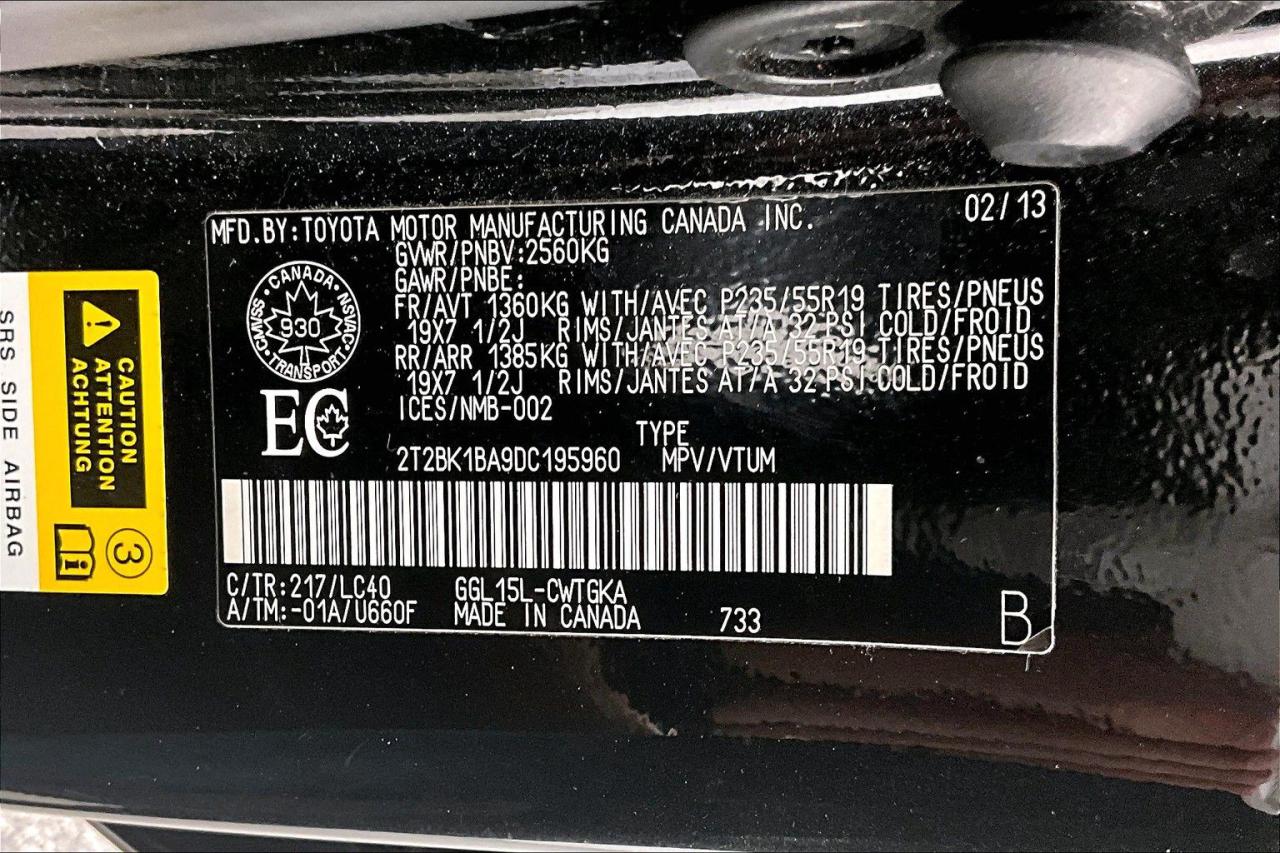 MFD.BY:TOYOTA MOTOR MANUFACTURING CANADA INC. 02/13
GVWR/PNBV:2560KG
GAWR/PNBE:
FR/AVT 1360KG WITH/AVEC P235/55R19 TIRES/PNEUS
19X7 1/2J RIMS/JANTES AT/A 32 PSI COLD/FROID
RR/ARR 1385KG WITH/AVEC P235/55R19 TIRES/PNEUS
19X7 1/2J RIMS/JANTES AT/A 32 PSI COLD/FROID
ICES/NMB-002
CANADA
CMVSS NSVAC
930
TRANSPORT
EC
TYPE
2T2BK1BA9DC195960 MPV/VTUM
C/TR:217/LC40 GGL15L-CWTGKA
A/TM:-01A/U660F MADE IN CANADA 733
B
CAUTION
ATTENTION
ACHTUNG
3
SRS SIDE AIRBAG